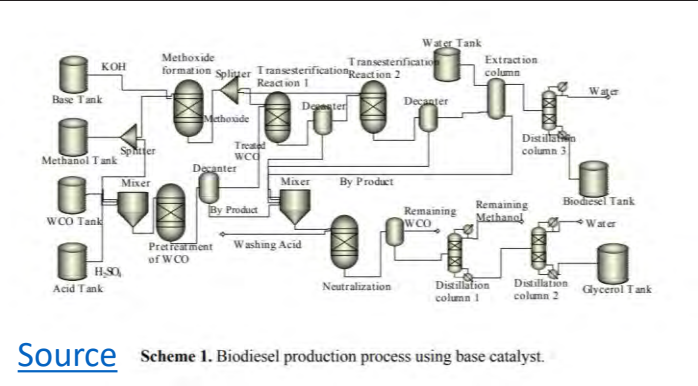 Water Tank
KOH
Methoxide
formation
Splitter
Transesterification
Reaction 1
Transesterification
Reaction 2
Extraction
column
Base Tank
Methoxide
Decanter
Decanter
Water
Methanol Tank
Splitter
Treated
WCO
Distillation
column 3
Decanter
Mixer
Mixer
By Product
WCO Tank
By Product
Biodiesel Tank
Remaining
WCO
Remaining
Methanol
Water
Pretreatment
of WCO
Washing Acid
H₂SO₄
Acid Tank
Neutralization
Distillation
column 1
Distillation
column 2
Glycerol Tank
Source
Scheme 1. Biodiesel production process using base catalyst.